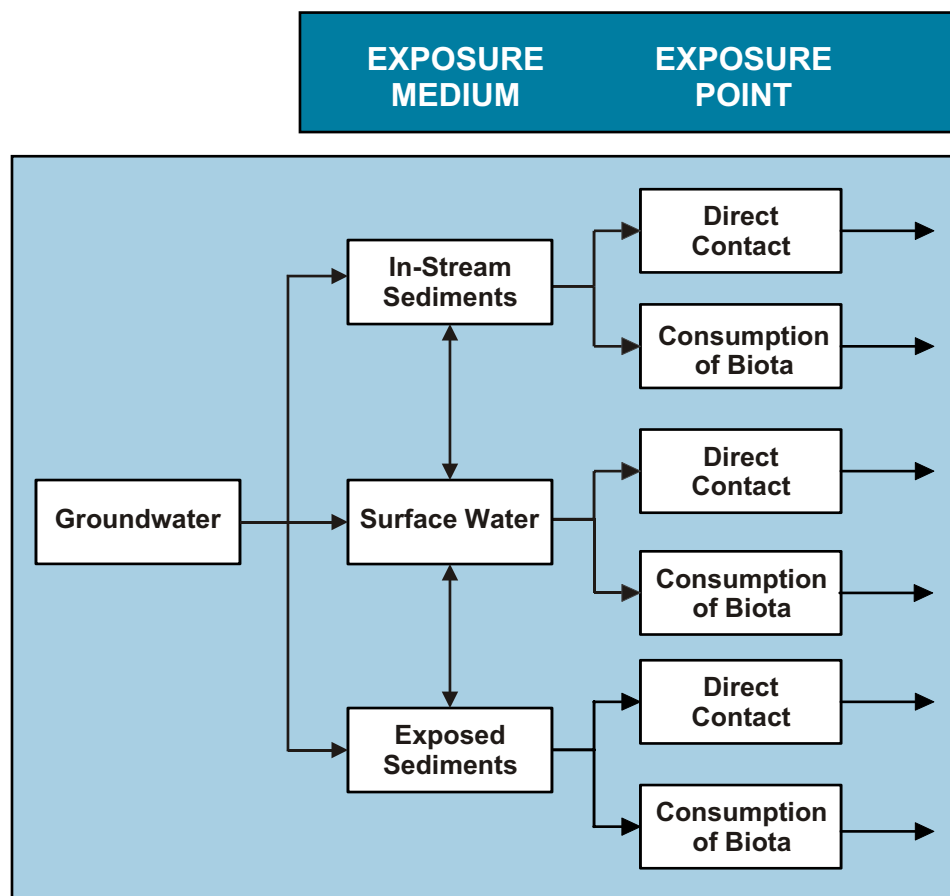 EXPOSURE
MEDIUM
EXPOSURE
POINT
Direct
Contact
In-Stream
Sediments
Consumption
of Biota
Direct
Contact
Groundwater
Surface Water
Consumption
of Biota
Direct
Contact
Exposed
Sediments
Consumption
of Biota